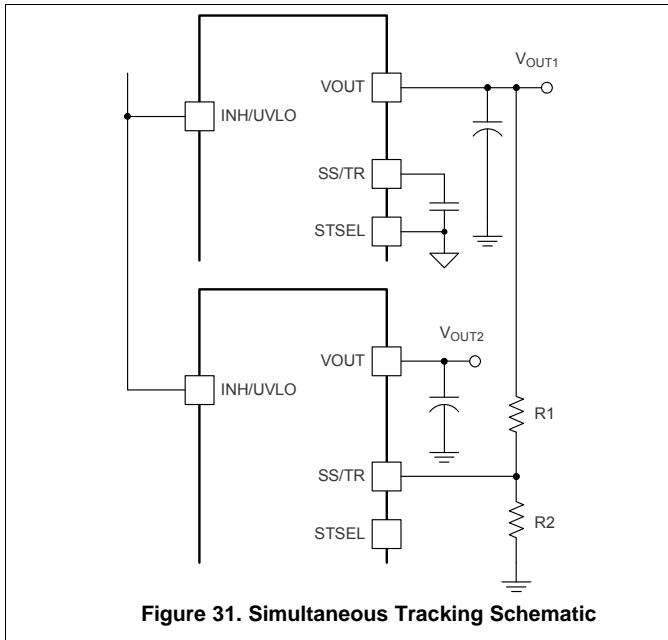 VOUT1
VOUT
INH/UVLO
SS/TR
STSEL
VOUT2
VOUT
INH/UVLO
R1
SS/TR
R2
STSEL
Figure 31. Simultaneous Tracking Schematic